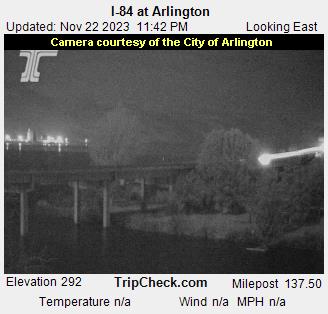 I-84 at Arlington
Updated: Nov 22 2023 11:42 PM Looking East
Camera courtesy of the City of Arlington
Elevation 292 TripCheck.com Milepost 137.50
Temperature n/a Wind n/a MPH n/a